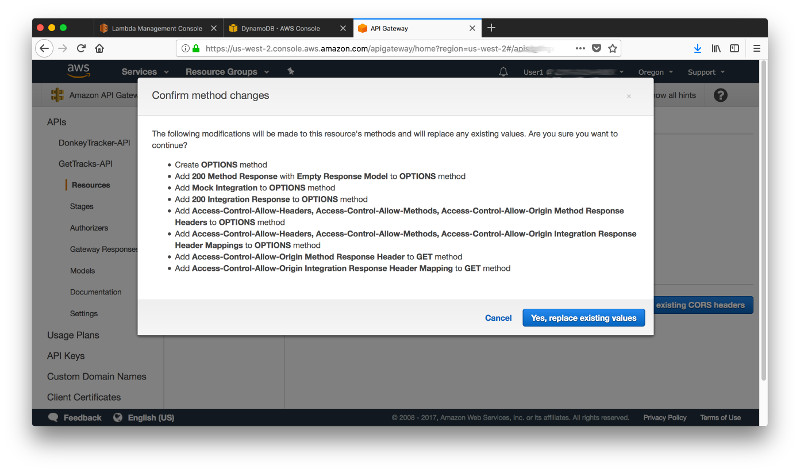 Lambda Management Console
DynamoDB - AWS Console
API Gateway
https://us-west-2.console.aws.amazon.com/apigateway/home?region=us-west-2#/apis
aws
Services
Resource Groups
User1 @
Oregon
Support
Amazon API Gatew
ow all hints
Confirm method changes
The following modifications will be made to this resource's methods and will replace any existing values. Are you sure you want to
continue?
• Create OPTIONS method
• Add 200 Method Response with Empty Response Model to OPTIONS method
• Add Mock Integration to OPTIONS method
• Add 200 Integration Response to OPTIONS method
• Add Access-Control-Allow-Headers, Access-Control-Allow-Methods, Access-Control-Allow-Origin Method Response
Headers to OPTIONS method
• Add Access-Control-Allow-Headers, Access-Control-Allow-Methods, Access-Control-Allow-Origin Integration Response
Header Mappings to OPTIONS method
• Add Access-Control-Allow-Origin Method Response Header to GET method
• Add Access-Control-Allow-Origin Integration Response Header Mapping to GET method
Cancel
Yes, replace existing values
existing CORS headers
APIs
DonkeyTracker-API
GetTracks-API
Resources
Stages
Authorizers
Gateway Responses
Models
Documentation
Settings
Usage Plans
API Keys
Custom Domain Names
Client Certificates
Feedback
English (US)
© 2008 - 2017, Amazon Web Services, Inc. or its affiliates. All rights reserved.
Privacy Policy
Terms of Use